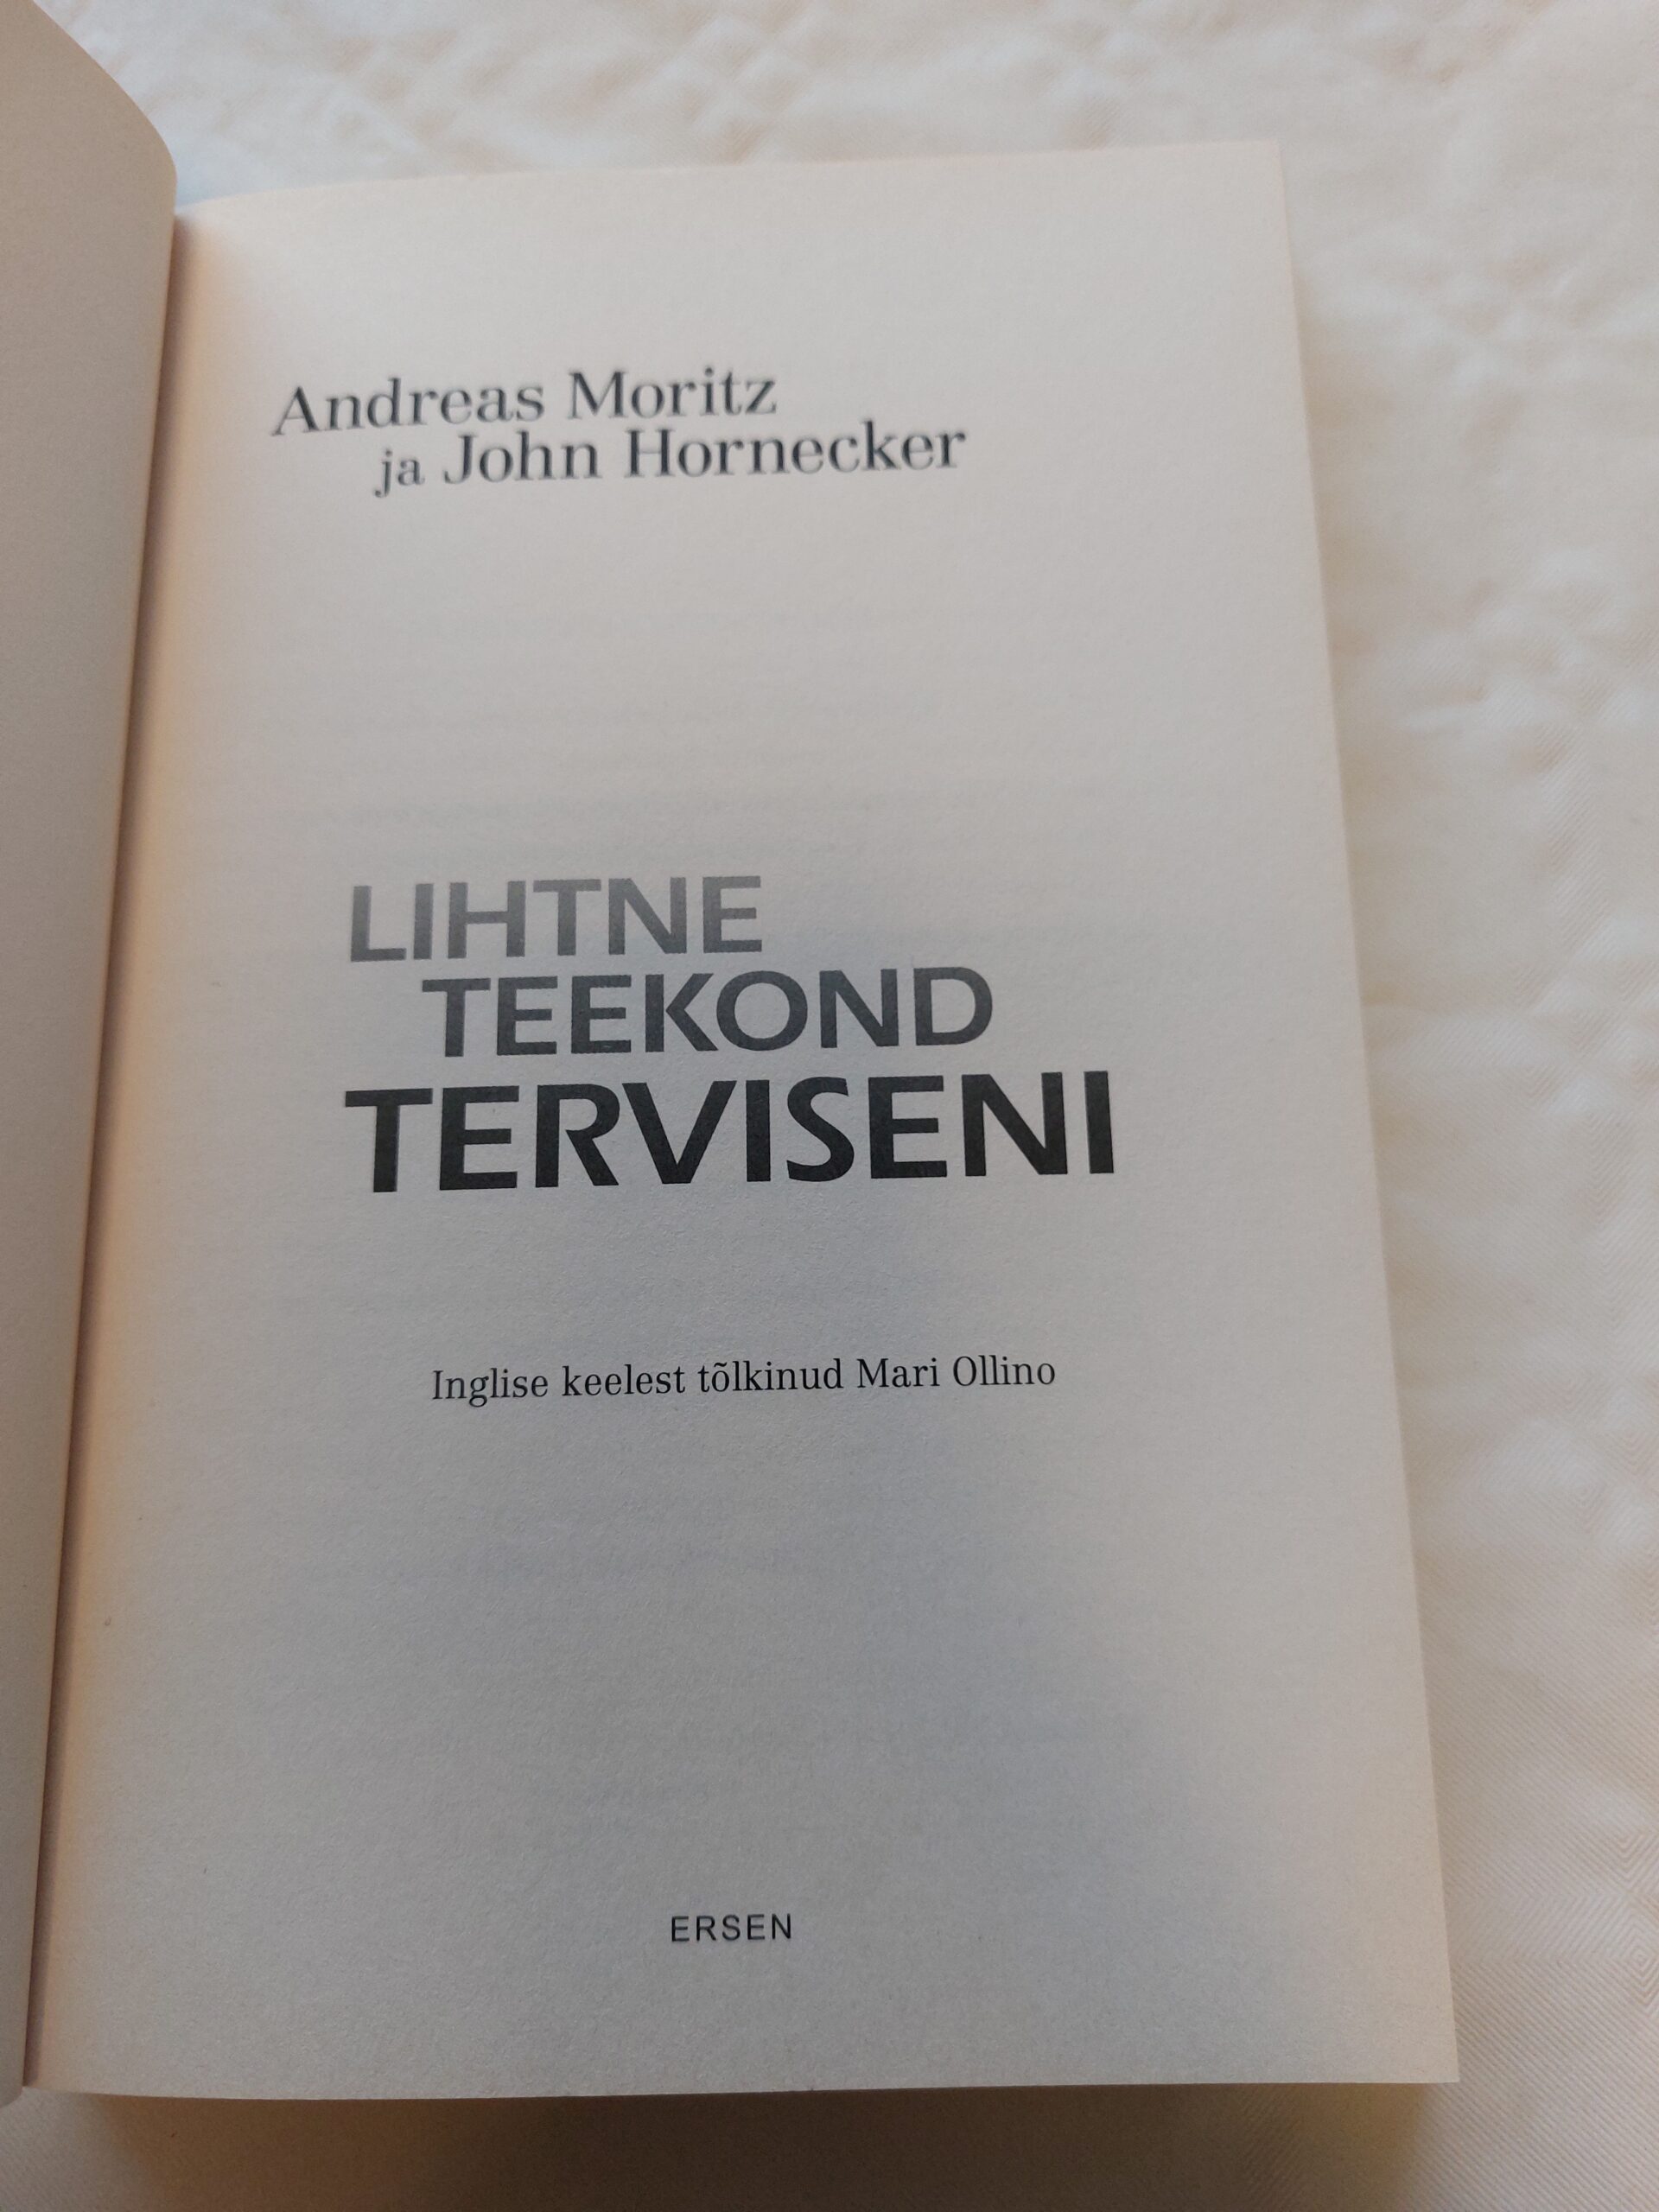 Andreas Moritz
ja John Hornecker
LIHTNE
TEEKOND
TERVISENI
Inglise keelest tõlkinud Mari Ollino
ERSEN